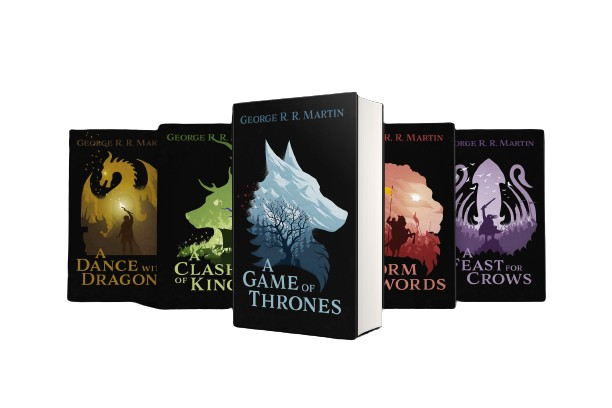 GEORGE R. R. MAR
A
DANCE WI
DRAGON
GEORGE R. R. M
A
CLASH
OF KING
GEORGE R. R. MARTIN
A
GAME OF
THRONES
R. R. MARTIN
ORM
WORDS
GEORGE R. R. MARTIN
A
FEAST FOR
CROWS